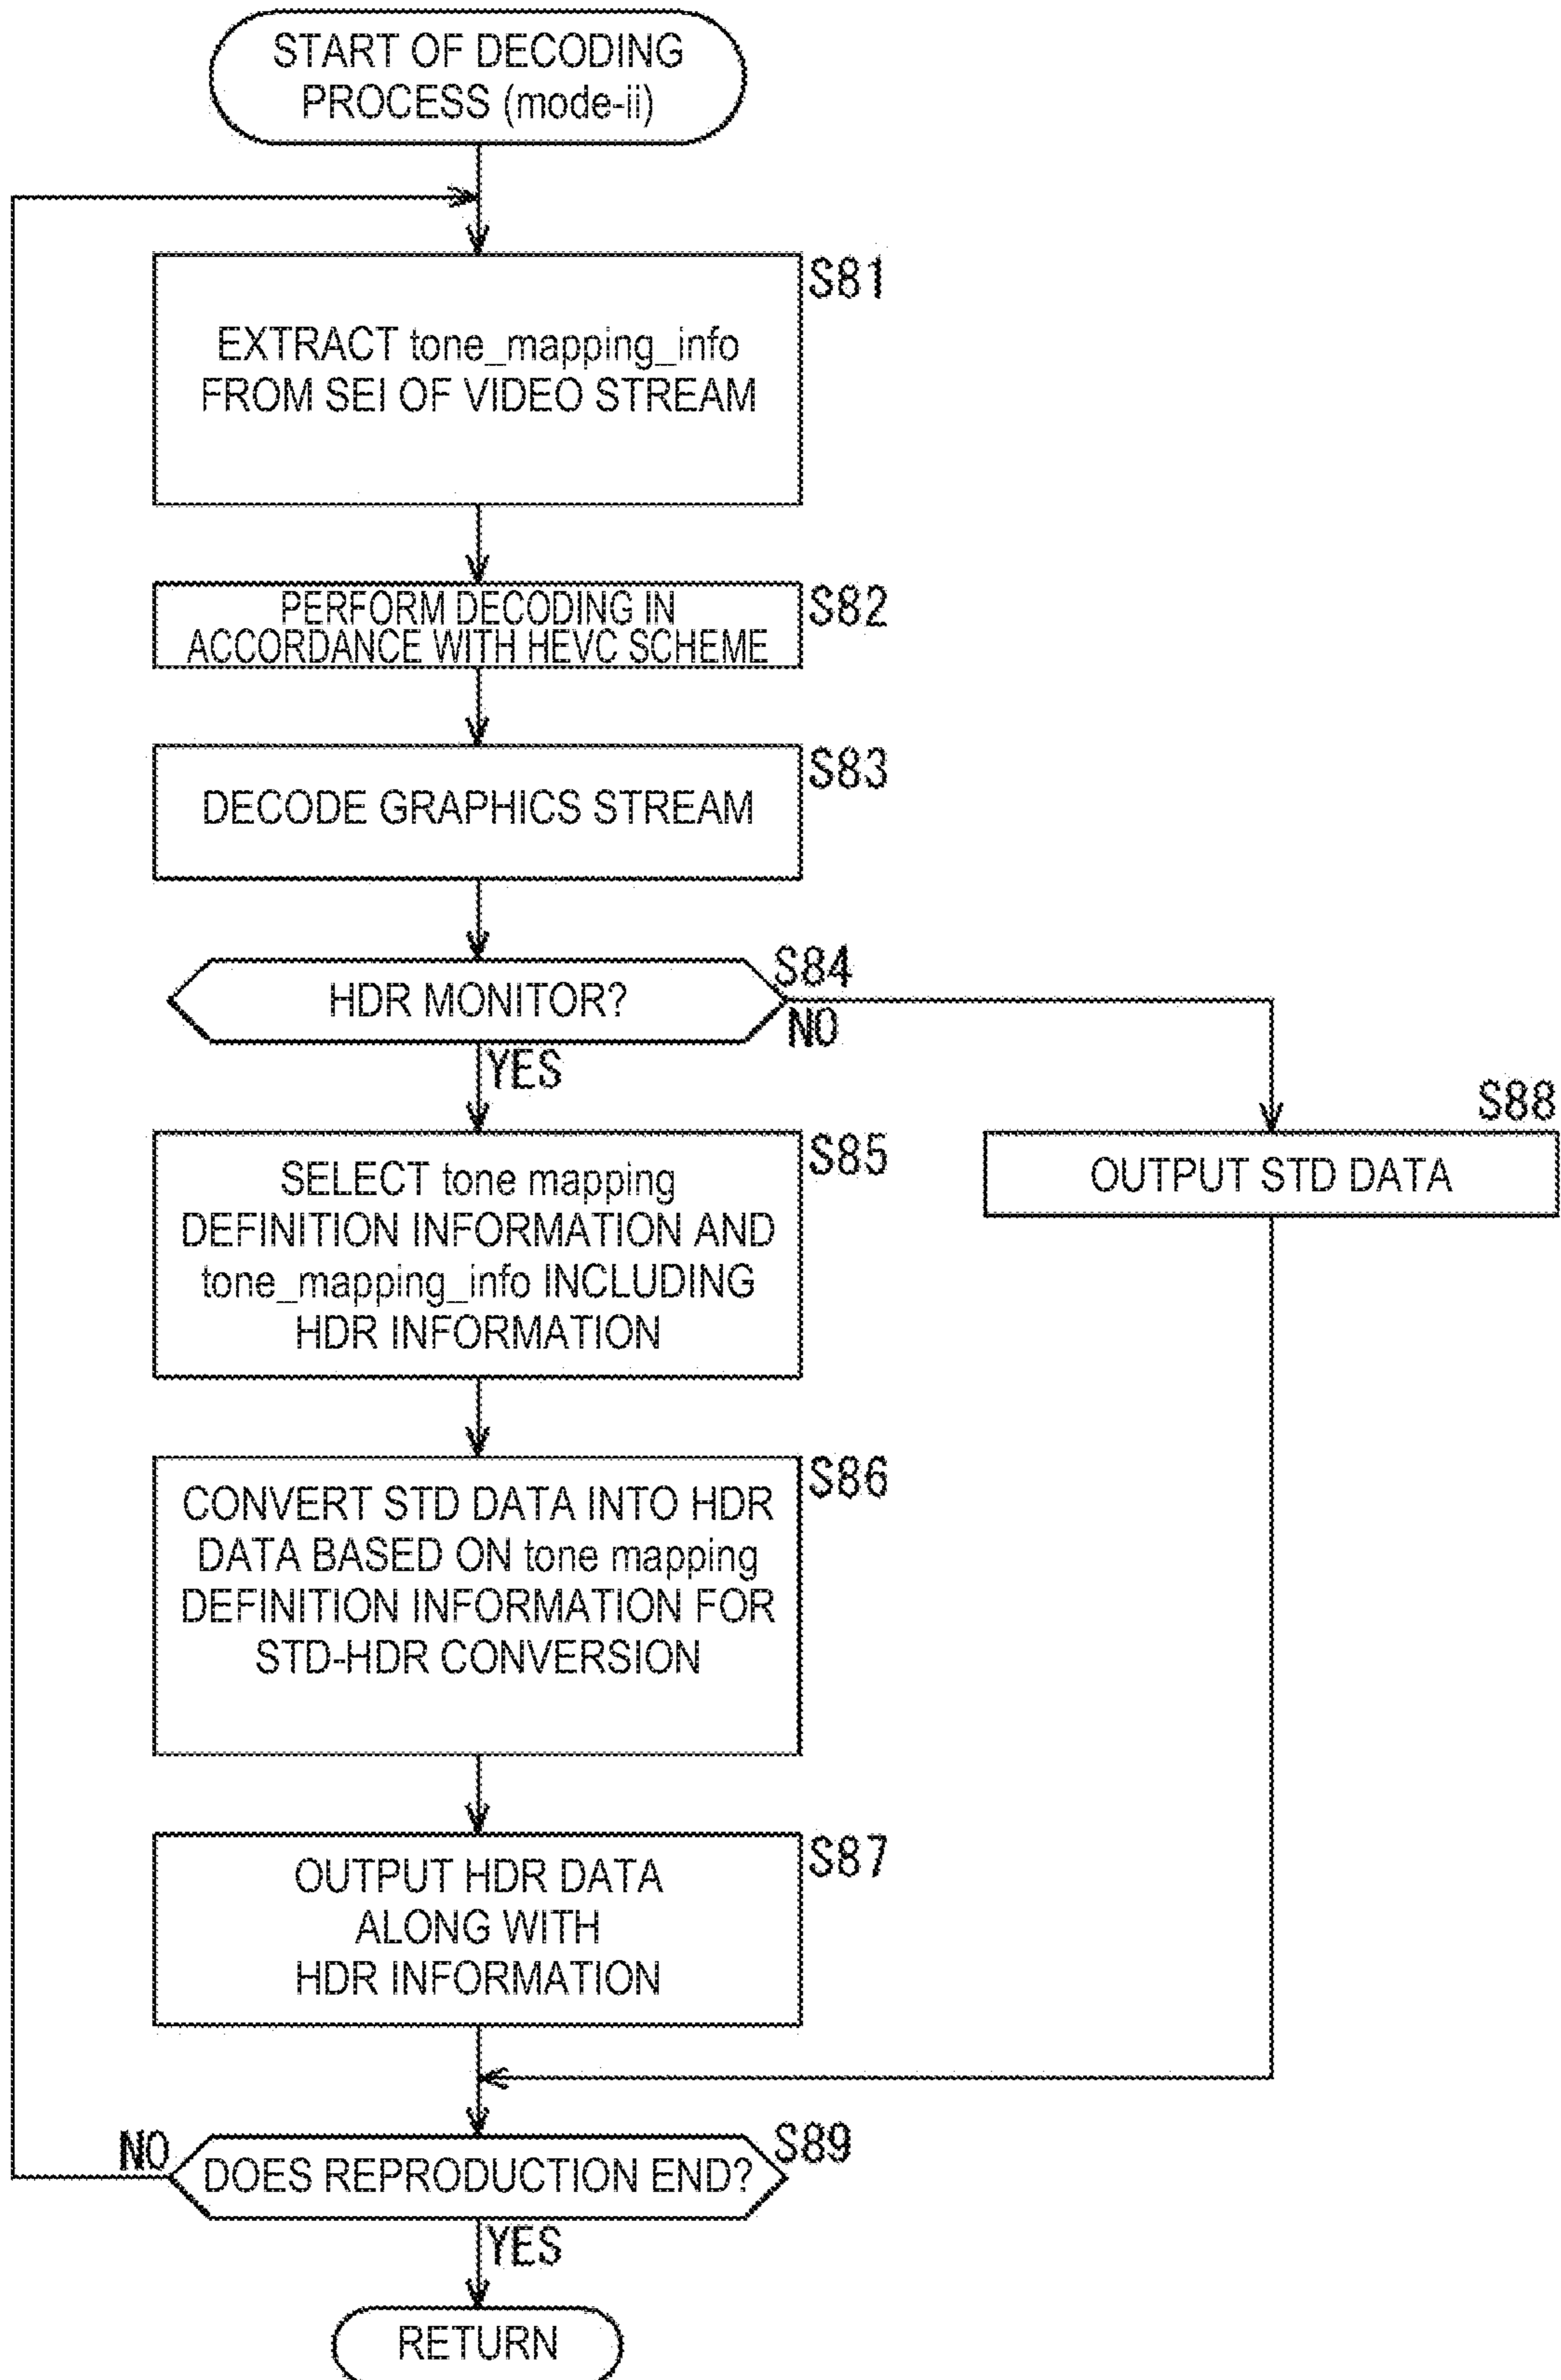 START OF DECODING
PROCESS (mode-ii)
S81
EXTRACT tone_mapping_info
FROM SEI OF VIDEO STREAM
S82
PERFORM DECODING IN
ACCORDANCE WITH HEVC SCHEME
S83
DECODE GRAPHICS STREAM
S84
HDR MONITOR?
NO
YES
S85
SELECT tone mapping
DEFINITION INFORMATION AND
tone_mapping_info INCLUDING
HDR INFORMATION
S88
OUTPUT STD DATA
S86
CONVERT STD DATA INTO HDR
DATA BASED ON tone mapping
DEFINITION INFORMATION FOR
STD-HDR CONVERSION
S87
OUTPUT HDR DATA
ALONG WITH
HDR INFORMATION
S89
NO
DOES REPRODUCTION END?
YES
RETURN